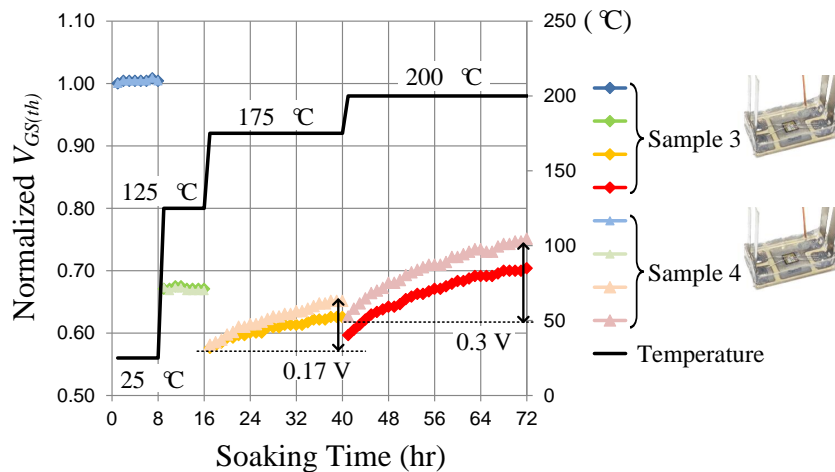 Normalized V_GS(th)
1.10
1.00
0.90
0.80
0.70
0.60
0.50
250 (℃)
200
150
100
50
0
200 ℃
175 ℃
125 ℃
25 ℃
0.17 V
0.3 V
0 8 16 24 32 40 48 56 64 72
Soaking Time (hr)
Sample 3
Sample 4
Temperature